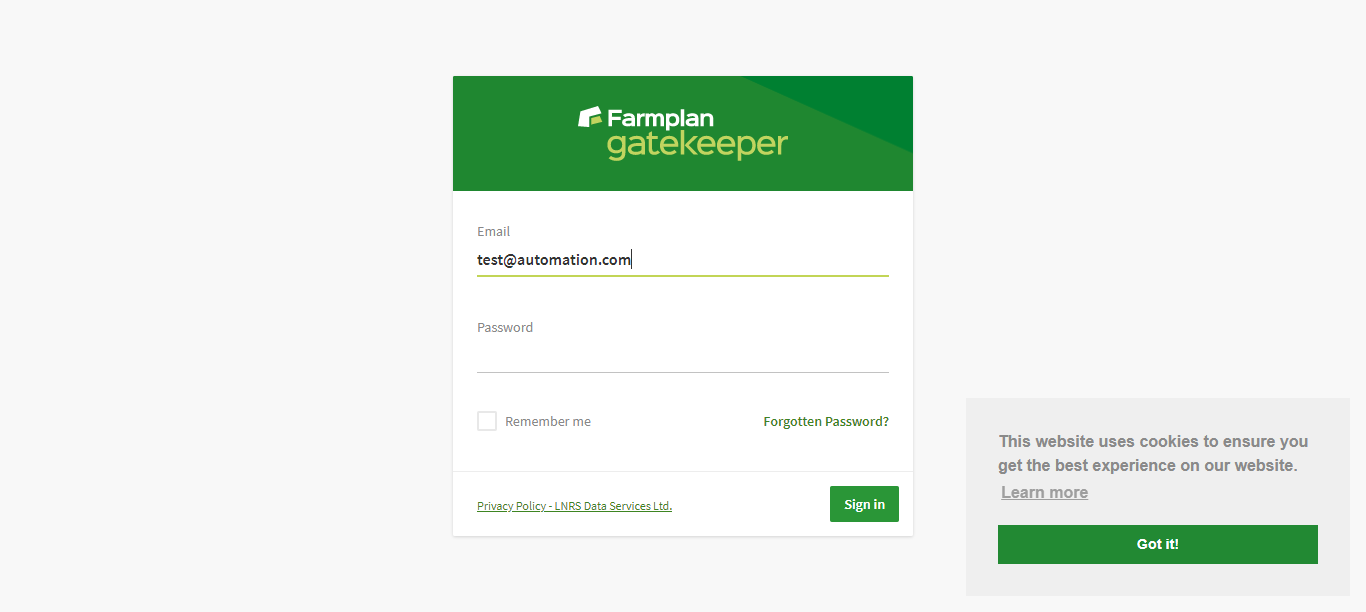 Farmplan
gatekeeper
Email
test@automation.com
Password
Remember me
Forgotten Password?
Privacy Policy - LNRS Data Services Ltd.
Sign in
This website uses cookies to ensure you
get the best experience on our website.
Learn more
Got it!